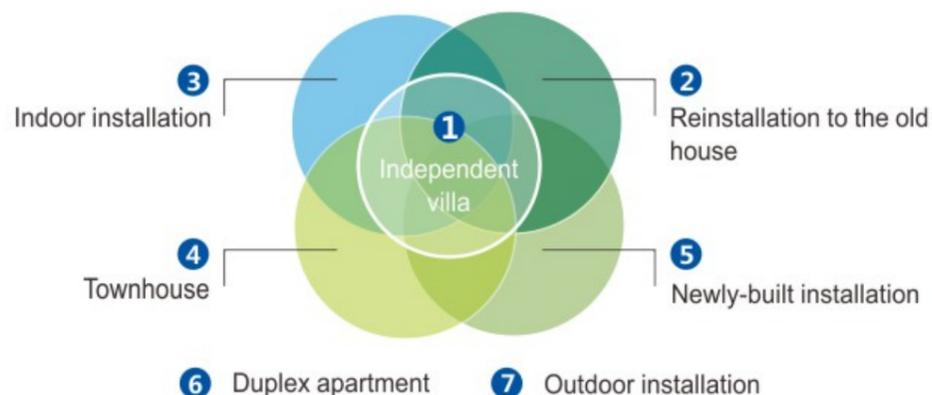 3
Indoor installation
2
Reinstallation to the old
house
1
Independent
villa
4
Townhouse
5
Newly-built installation
6 Duplex apartment
7 Outdoor installation